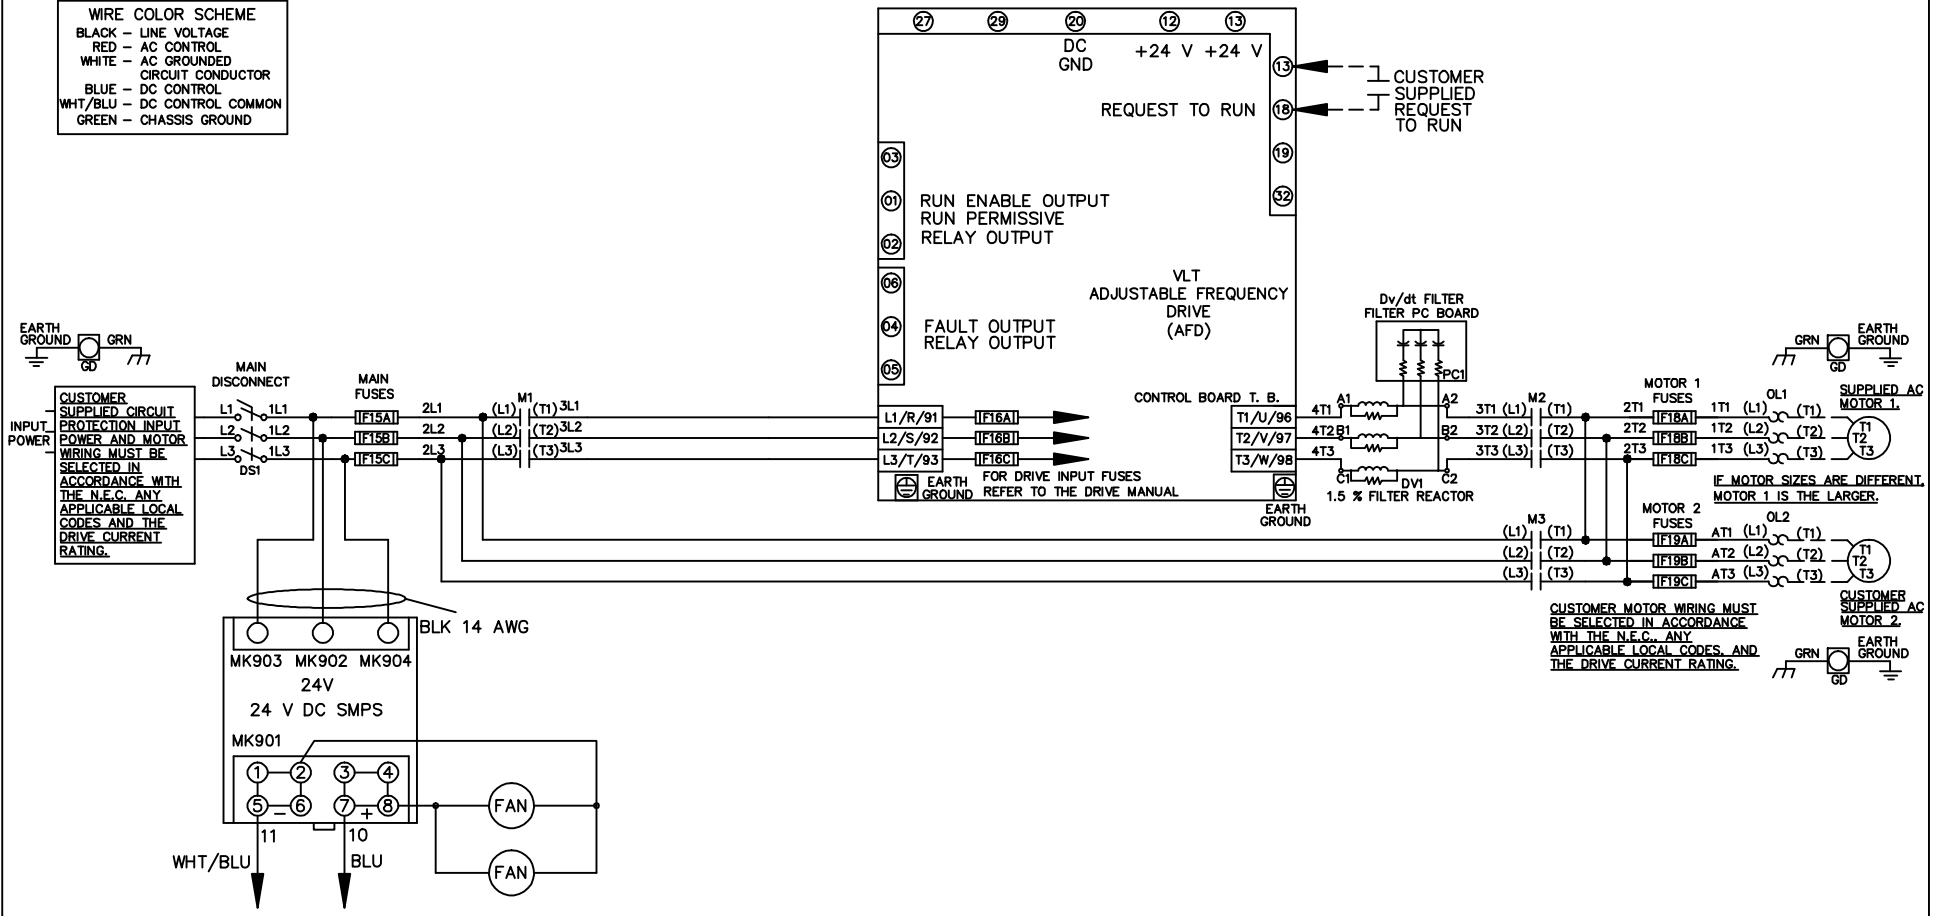 WIRE COLOR SCHEME
BLACK – LINE VOLTAGE
RED – AC CONTROL
WHITE – AC GROUNDED
CIRCUIT CONDUCTOR
BLUE – DC CONTROL
WHT/BLU – DC CONTROL COMMON
GREEN – CHASSIS GROUND
27 29 20 12 13
DC
GND
+24 V +24 V
13
REQUEST TO RUN 18
19
32
CUSTOMER
SUPPLIED
REQUEST
TO RUN
03
01
02
RUN ENABLE OUTPUT
RUN PERMISSIVE
RELAY OUTPUT
06
04
05
FAULT OUTPUT
RELAY OUTPUT
VLT
ADJUSTABLE FREQUENCY
DRIVE
(AFD)
CONTROL BOARD T. B.
L1/R/91 F16A
L2/S/92 F16B
L3/T/93 F16C
EARTH
GROUND
FOR DRIVE INPUT FUSES
REFER TO THE DRIVE MANUAL
T1/U/96
T2/V/97
T3/W/98
EARTH
GROUND
EARTH
GROUND
GRN
GD
INPUT
POWER
CUSTOMER
SUPPLIED CIRCUIT
PROTECTION INPUT
POWER AND MOTOR
WIRING MUST BE
SELECTED IN
ACCORDANCE WITH
THE N.E.C. ANY
APPLICABLE LOCAL
CODES AND THE
DRIVE CURRENT
RATING.
MAIN
DISCONNECT
L1 1L1
L2 1L2
L3 1L3
DS1
MAIN
FUSES
F15A
F15B
F15C
2L1
2L2
2L3
M1
(L1) (T1) 3L1
(L2) (T2) 3L2
(L3) (T3) 3L3
Dv/dt FILTER
FILTER PC BOARD
PC1
4T1 A1 A2
4T2 B1 B2
4T3
C1 DV1 C2
1.5 % FILTER REACTOR
M2
3T1 (L1) (T1)
3T2 (L2) (T2)
3T3 (L3) (T3)
MOTOR 1
FUSES
2T1 F18A 1T1 (L1)
2T2 F18B 1T2 (L2)
2T3 F18C 1T3 (L3)
OL1
(T1)
(T2)
(T3)
T1
T2
T3
GRN
GD
EARTH
GROUND
SUPPLIED AC
MOTOR 1.
IF MOTOR SIZES ARE DIFFERENT,
MOTOR 1 IS THE LARGER.
M3
(L1) (T1)
(L2) (T2)
(L3) (T3)
MOTOR 2
FUSES
F19A AT1 (L1)
F19B AT2 (L2)
F19C AT3 (L3)
OL2
(T1)
(T2)
(T3)
T1
T2
T3
CUSTOMER
SUPPLIED AC
MOTOR 2.
CUSTOMER MOTOR WIRING MUST
BE SELECTED IN ACCORDANCE
WITH THE N.E.C., ANY
APPLICABLE LOCAL CODES, AND
THE DRIVE CURRENT RATING.
GRN
GD
EARTH
GROUND
BLK 14 AWG
MK903 MK902 MK904
24V
24 V DC SMPS
MK901
1 2 3 4
5 – 6 7 + 8
11 10
WHT/BLU BLU
FAN
FAN